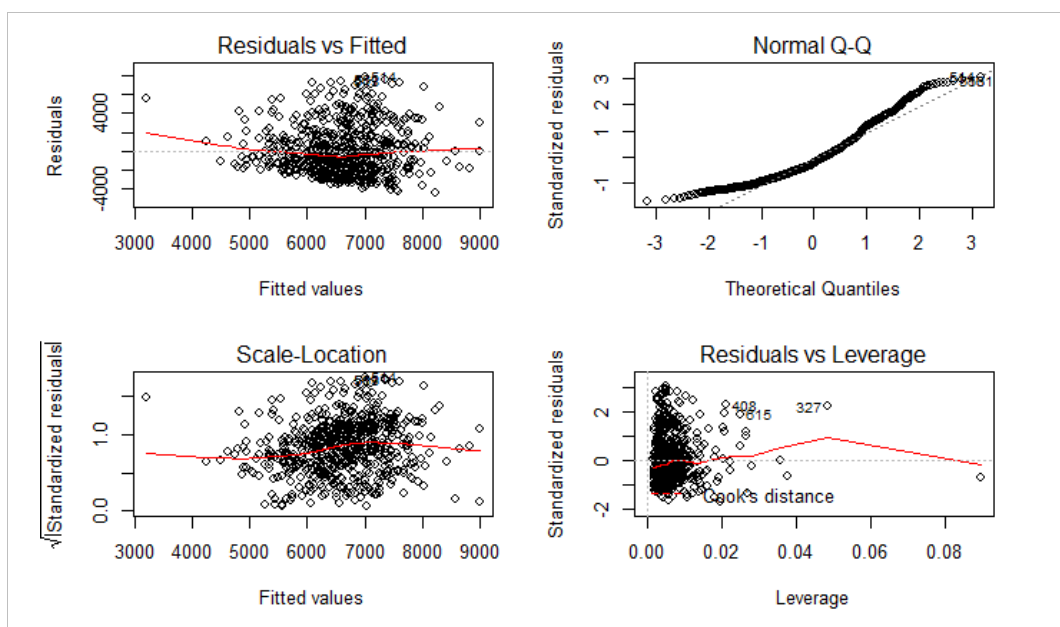 Residuals vs Fitted
Residuals
4000
-4000
3000 4000 5000 6000 7000 8000 9000
Fitted values
Normal Q-Q
Standardized residuals
3
2
1
-1
-3 -2 -1 0 1 2 3
Theoretical Quantiles
Scale-Location
√|Standardized residuals|
1.0
0.0
3000 4000 5000 6000 7000 8000 9000
Fitted values
Residuals vs Leverage
Standardized residuals
2
0
-2
408
615
327
Cook's distance
0.00 0.02 0.04 0.06 0.08
Leverage